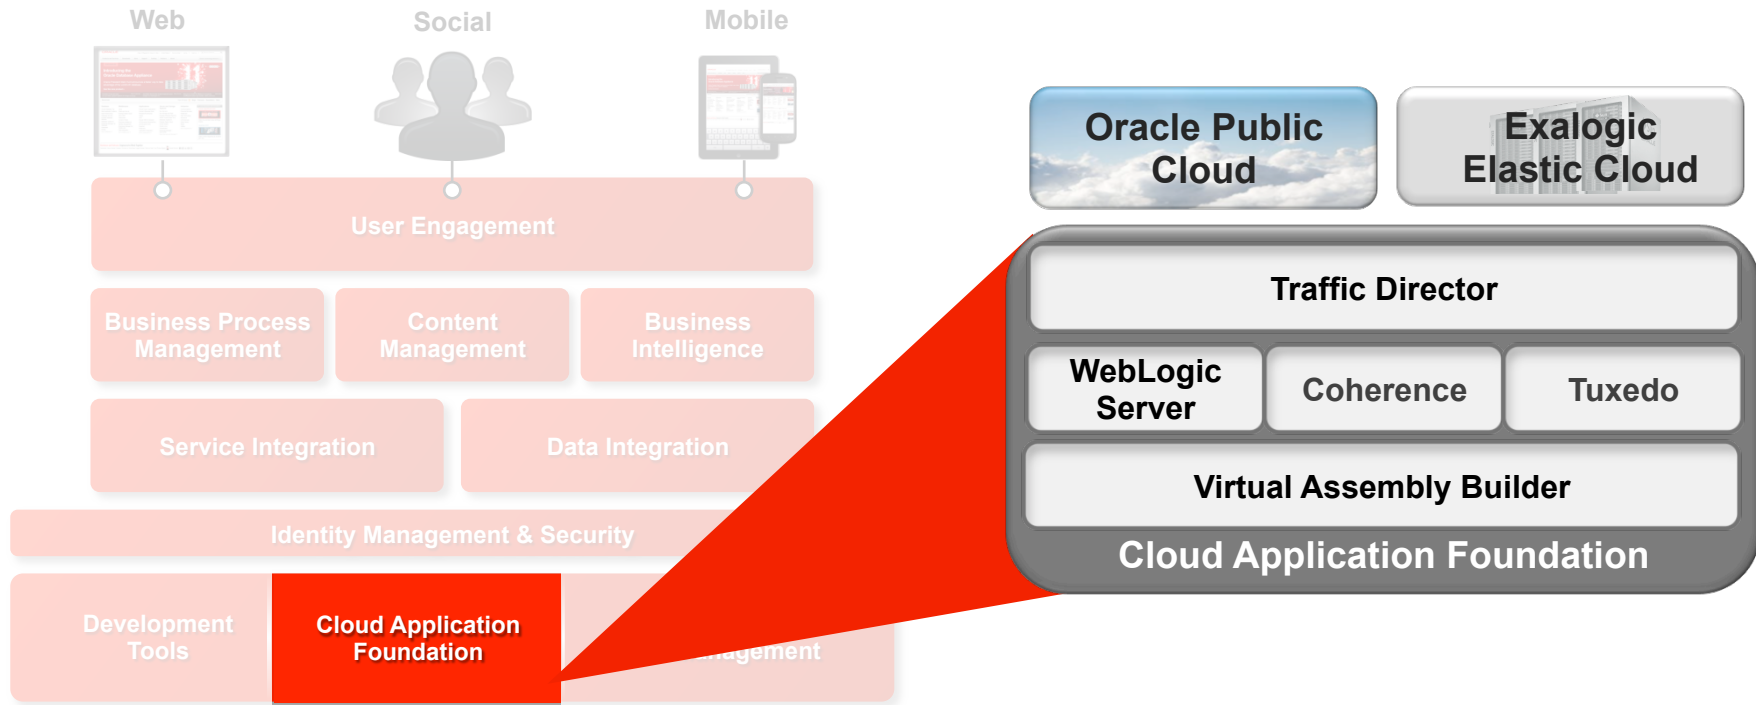 Web
Social
Mobile
User Engagement
Business Process
Management
Content
Management
Business
Intelligence
Service Integration
Data Integration
Identity Management & Security
Development
Tools
Cloud Application
Foundation
Oracle Public
Cloud
Exalogic
Elastic Cloud
Traffic Director
WebLogic
Server
Coherence
Tuxedo
Virtual Assembly Builder
Cloud Application Foundation